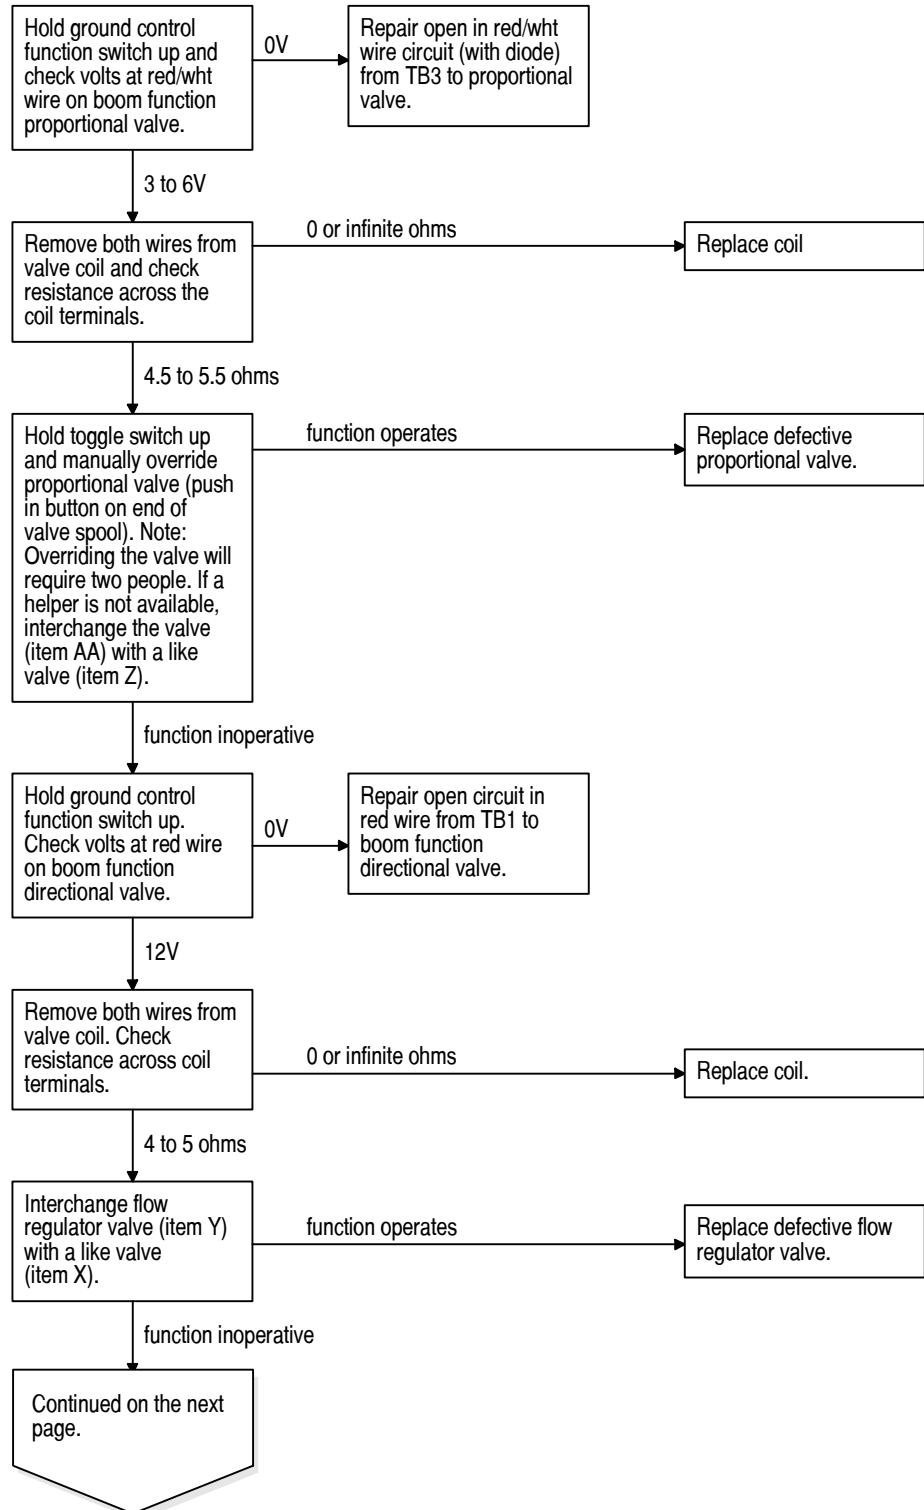 Hold ground control
function switch up and
check volts at red/wht
wire on boom function
proportional valve.
0V
Repair open in red/wht
wire circuit (with diode)
from TB3 to proportional
valve.
3 to 6V
Remove both wires from
valve coil and check
resistance across the
coil terminals.
0 or infinite ohms
Replace coil
4.5 to 5.5 ohms
Hold toggle switch up
and manually override
proportional valve (push
in button on end of
valve spool). Note:
Overriding the valve will
require two people. If a
helper is not available,
interchange the valve
(item AA) with a like
valve (item Z).
function operates
Replace defective
proportional valve.
function inoperative
Hold ground control
function switch up.
Check volts at red wire
on boom function
directional valve.
0V
Repair open circuit in
red wire from TB1 to
boom function
directional valve.
12V
Remove both wires from
valve coil. Check
resistance across coil
terminals.
0 or infinite ohms
Replace coil.
4 to 5 ohms
Interchange flow
regulator valve (item Y)
with a like valve
(item X).
function operates
Replace defective flow
regulator valve.
function inoperative
Continued on the next
page.